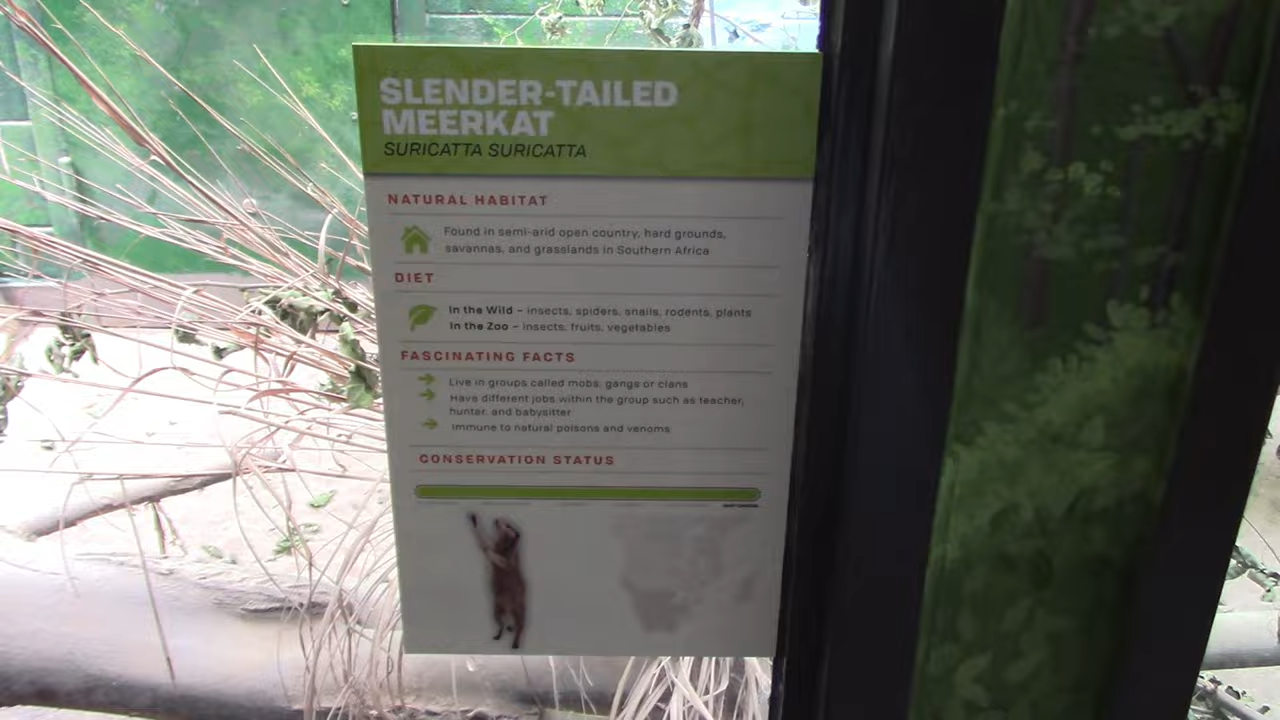 SLENDER-TAILED
MEERKAT
SURICATTA SURICATTA
NATURAL HABITAT
Found in semi-arid open country, hard grounds,
savannas, and grasslands in Southern Africa
DIET
In the Wild – insects, spiders, snails, rodents, plants
In the Zoo – insects, fruits, vegetables
FASCINATING FACTS
Live in groups called mobs, gangs or clans
Have different jobs within the group such as teacher,
hunter, and babysitter
Immune to natural poisons and venoms
CONSERVATION STATUS